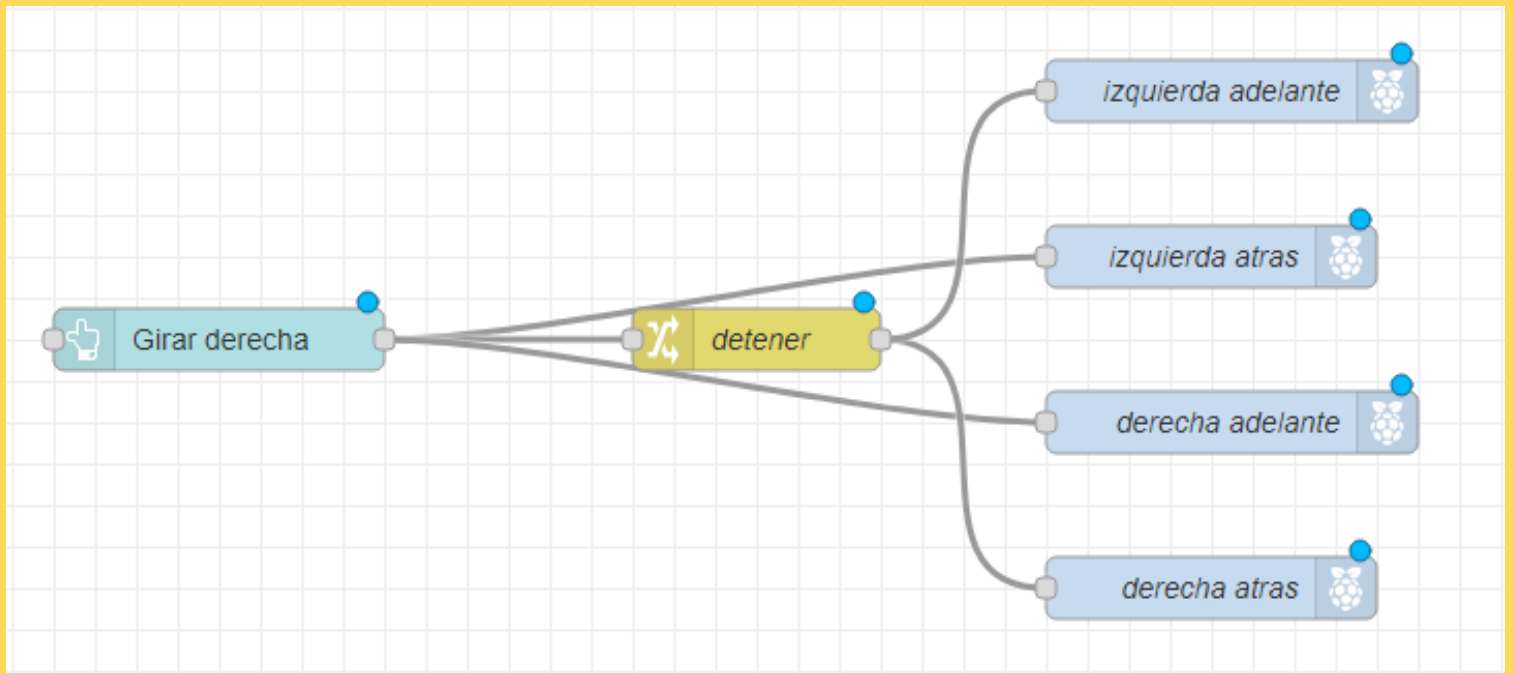 izquierda adelante
izquierda atras
Girar derecha
detener
derecha adelante
derecha atras